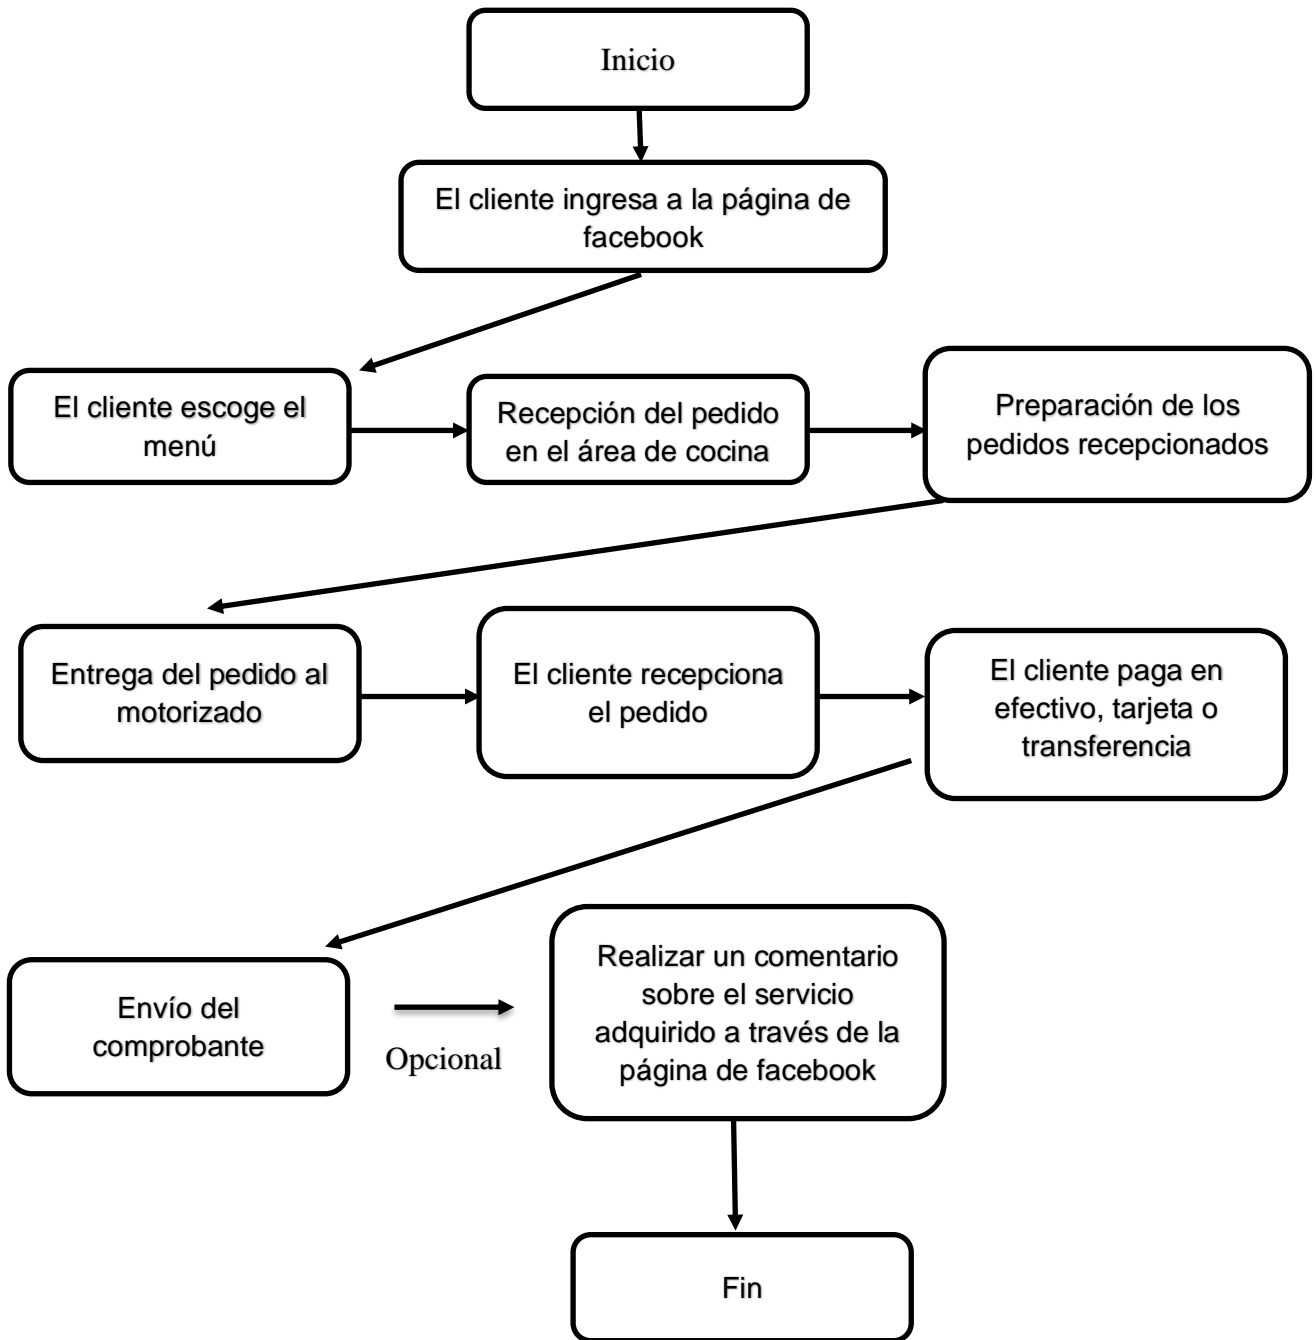 Inicio
El cliente ingresa a la página de
facebook
El cliente escoge el
menú
Recepción del pedido
en el área de cocina
Preparación de los
pedidos recepcionados
Entrega del pedido al
motorizado
El cliente recepciona
el pedido
El cliente paga en
efectivo, tarjeta o
transferencia
Envío del
comprobante
Opcional
Realizar un comentario
sobre el servicio
adquirido a través de la
página de facebook
Fin